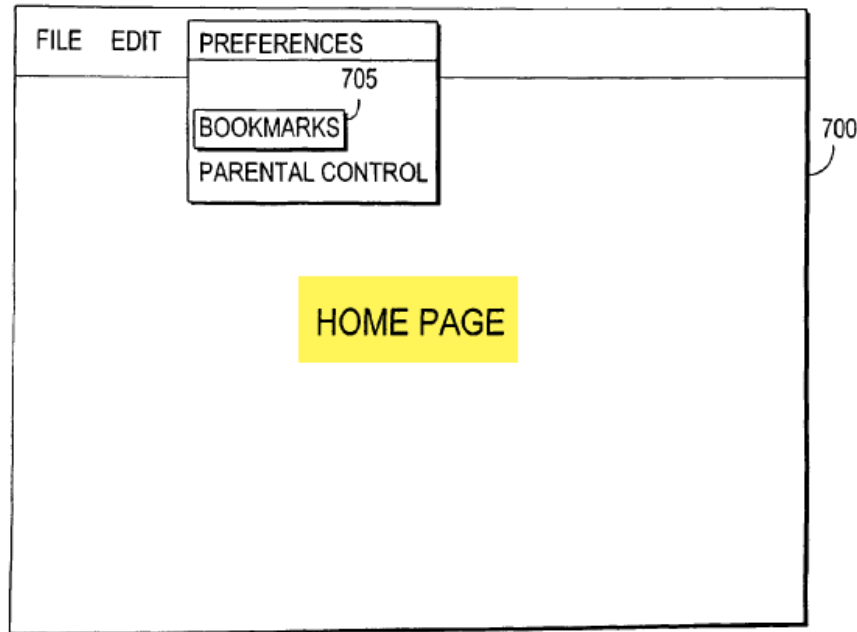 FILE EDIT PREFERENCES
705
BOOKMARKS
700
PARENTAL CONTROL
HOME PAGE